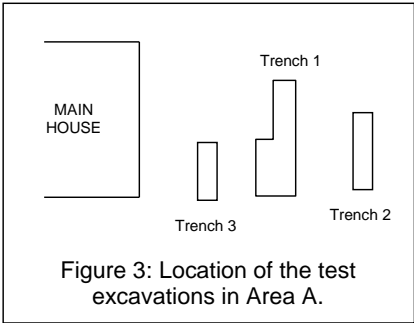 Trench 1
MAIN
HOUSE
Trench 3
Trench 2
Figure 3: Location of the test
excavations in Area A.